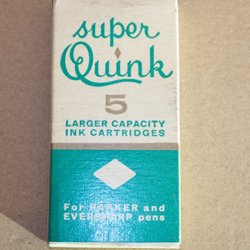 super
Quink
5
LARGER CAPACITY
INK CARTRIDGES
For PARKER and
EVERSHARP pens